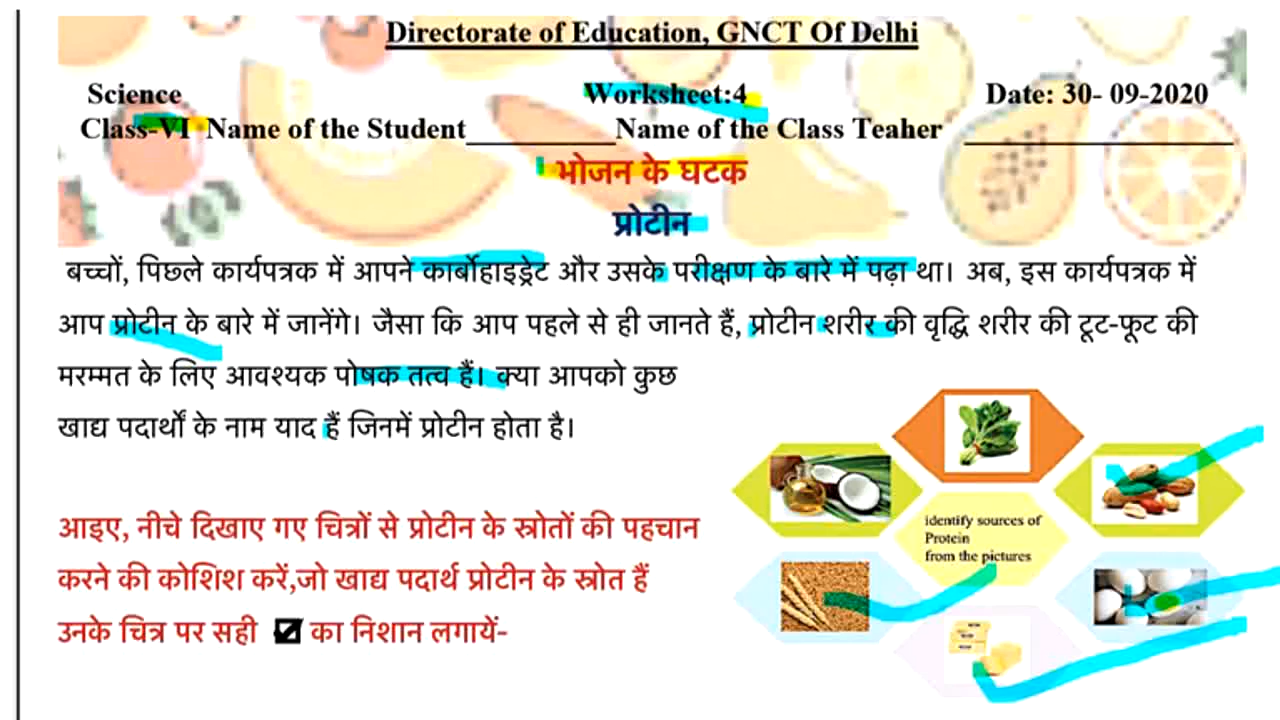 Directorate of Education, GNCT Of Delhi
Science Worksheet:4 Date: 30- 09-2020
Class-VI Name of the Student__________ Name of the Class Teaher __________________
भोजन के घटक
प्रोटीन
बच्चों, पिछले कार्यपत्रक में आपने कार्बोहाइड्रेट और उसके परीक्षण के बारे में पढ़ा था। अब, इस कार्यपत्रक में
आप प्रोटीन के बारे में जानेंगे। जैसा कि आप पहले से ही जानते हैं, प्रोटीन शरीर की वृद्धि शरीर की टूट-फूट की
मरम्मत के लिए आवश्यक पोषक तत्व हैं। क्या आपको कुछ
खाद्य पदार्थों के नाम याद हैं जिनमें प्रोटीन होता है।
identify sources of
Protein
from the pictures
आइए, नीचे दिखाए गए चित्रों से प्रोटीन के स्रोतों की पहचान
करने की कोशिश करें,जो खाद्य पदार्थ प्रोटीन के स्रोत हैं
उनके चित्र पर सही ☑ का निशान लगायें-